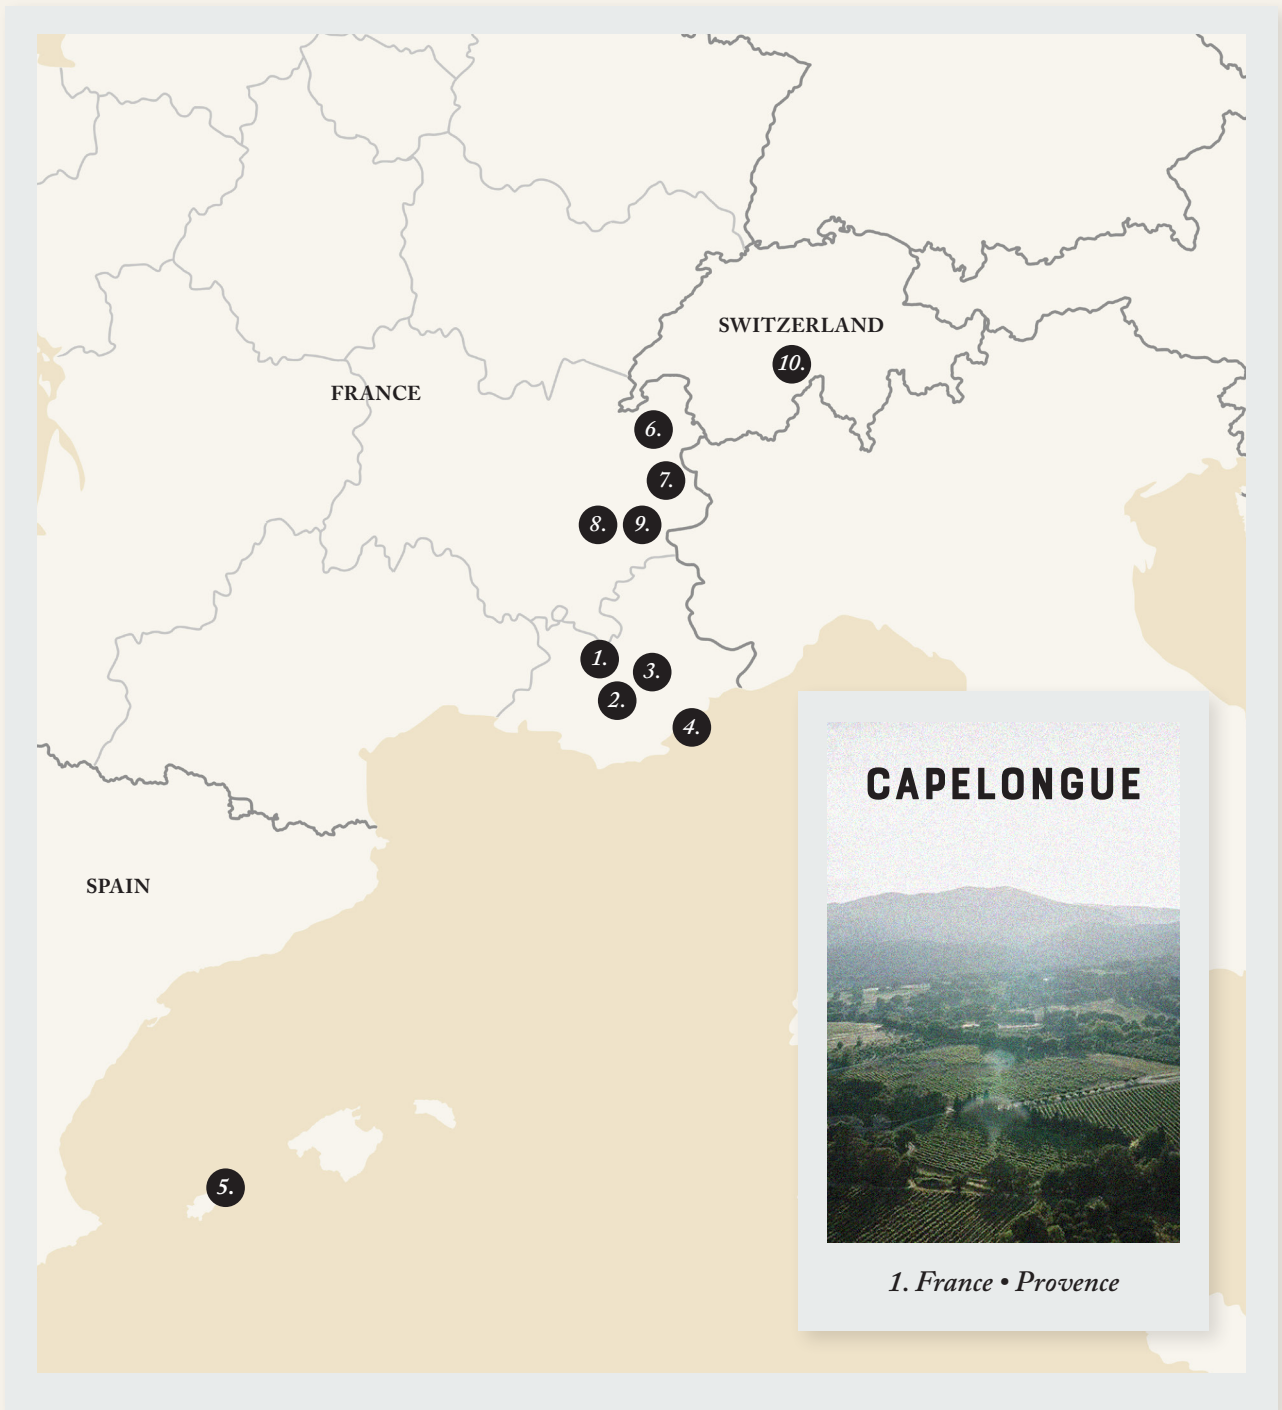 SWITZERLAND
10.
FRANCE
6.
7.
8. 9.
1.
3.
2.
4.
CAPELONGUE
SPAIN
5.
1. France • Provence